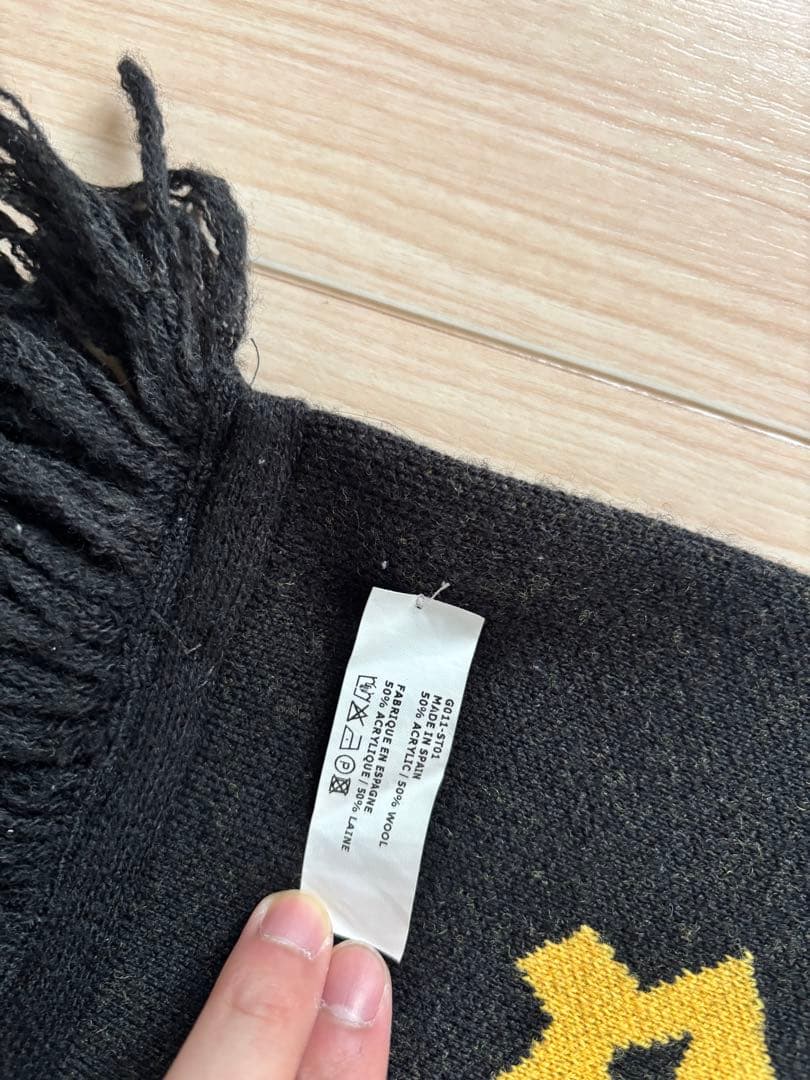 G011-ST01
MADE IN SPAIN
50% ACRYLIC / 50% WOOL
FABRIQUE EN ESPAGNE
50% ACRYLIQUE / 50% LAINE
P